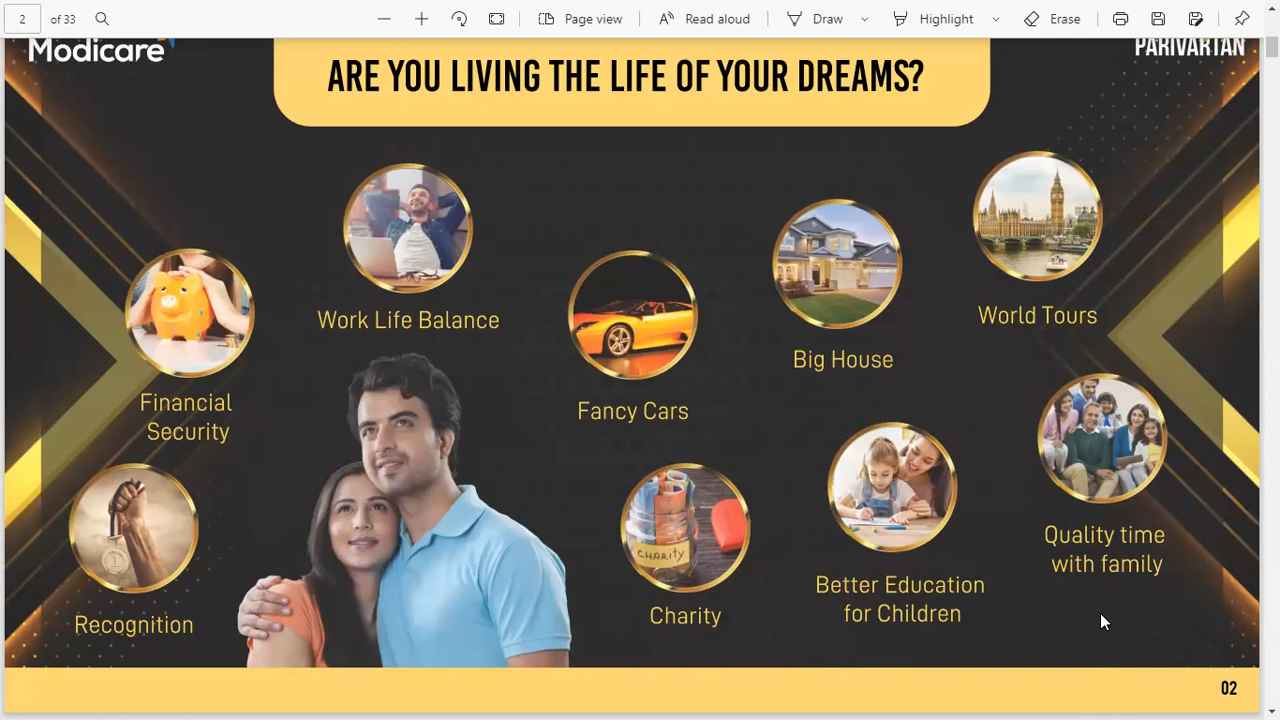 2 of 33 Page view Read aloud Draw Highlight Erase
Modicare
PARIVARTAN
ARE YOU LIVING THE LIFE OF YOUR DREAMS?
Work Life Balance
World Tours
Big House
Financial
Security
Fancy Cars
CHARITY
Quality time
with family
Better Education
for Children
Charity
Recognition
1
02